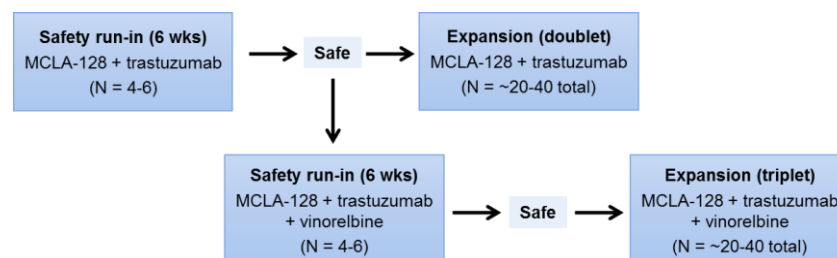 Safety run-in (6 wks)
MCLA-128 + trastuzumab
(N = 4-6)
Safe
Expansion (doublet)
MCLA-128 + trastuzumab
(N = ~20-40 total)
Safety run-in (6 wks)
MCLA-128 + trastuzumab
+ vinorelbine
(N = 4-6)
Safe
Expansion (triplet)
MCLA-128 + trastuzumab
+ vinorelbine
(N = ~20-40 total)